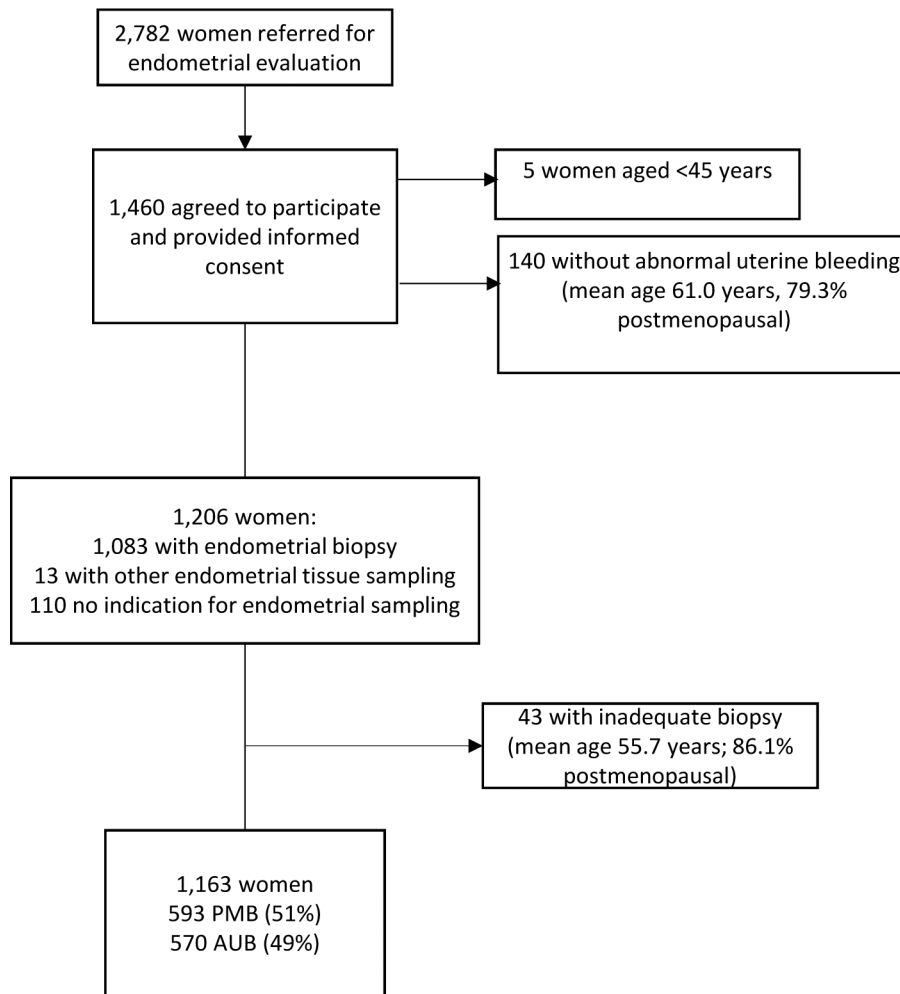 2,782 women referred for
endometrial evaluation
1,460 agreed to participate
and provided informed
consent
5 women aged <45 years
140 without abnormal uterine bleeding
(mean age 61.0 years, 79.3%
postmenopausal)
1,206 women:
1,083 with endometrial biopsy
13 with other endometrial tissue sampling
110 no indication for endometrial sampling
43 with inadequate biopsy
(mean age 55.7 years; 86.1%
postmenopausal)
1,163 women
593 PMB (51%)
570 AUB (49%)